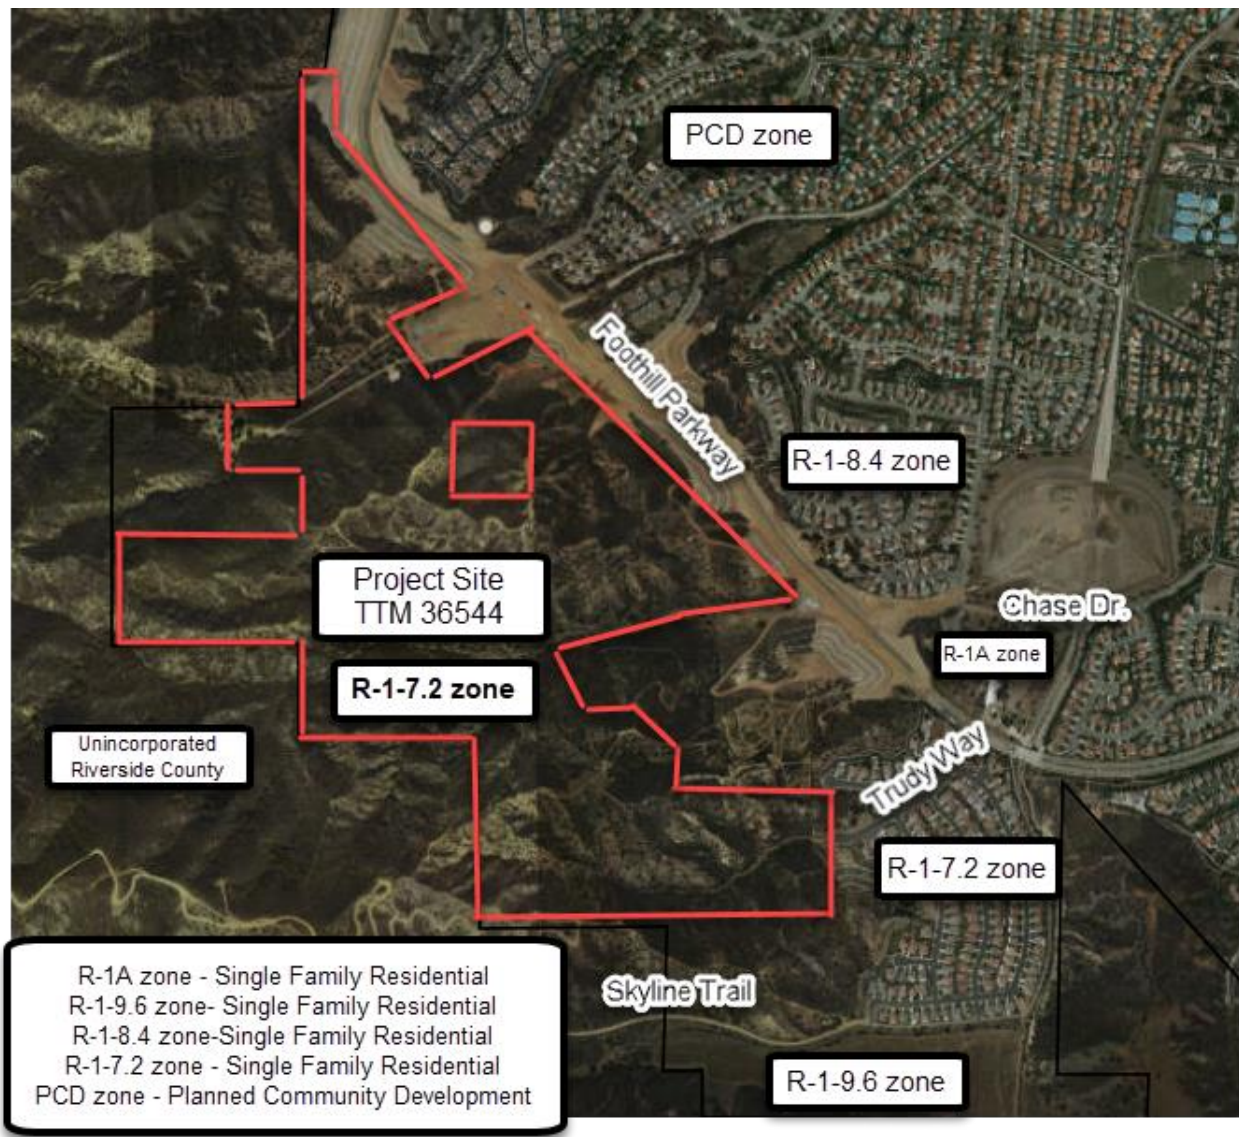 PCD zone
Foothill Parkway
R-1-8.4 zone
Project Site
TTM 36544
Chase Dr.
R-1A zone
R-1-7.2 zone
Unincorporated
Riverside County
Trudy Way
R-1-7.2 zone
R-1A zone - Single Family Residential
R-1-9.6 zone- Single Family Residential
R-1-8.4 zone-Single Family Residential
R-1-7.2 zone - Single Family Residential
PCD zone - Planned Community Development
Skyline Trail
R-1-9.6 zone